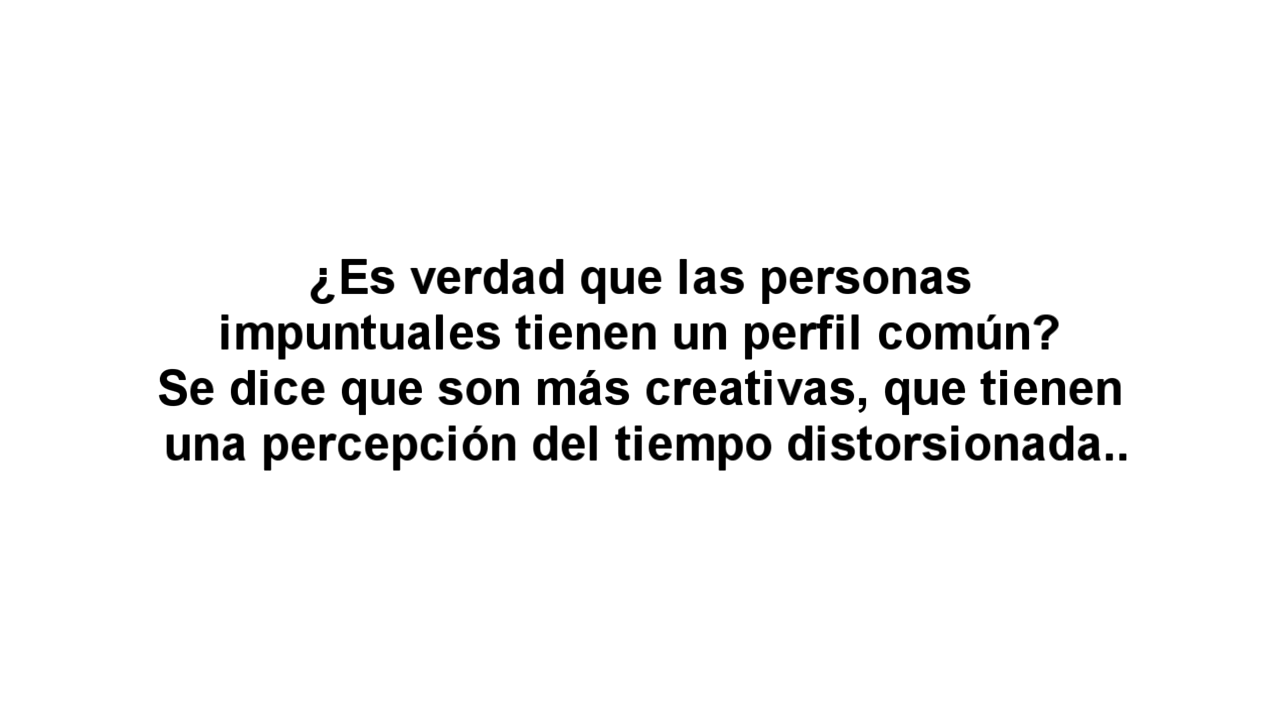 ¿Es verdad que las personas
impuntuales tienen un perfil común?
Se dice que son más creativas, que tienen
una percepción del tiempo distorsionada..